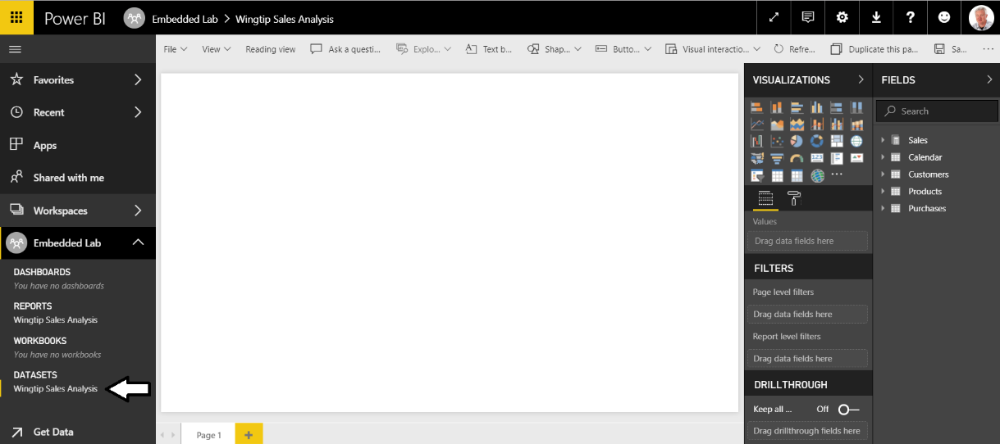 Power BI
Embedded Lab > Wingtip Sales Analysis
File
View
Reading view
Ask a questi...
Explo...
Text b...
Shap...
Butto...
Visual interactio...
Refre...
Duplicate this pa...
Sa...
Favorites
Recent
Apps
Shared with me
Workspaces
Embedded Lab
DASHBOARDS
You have no dashboards
REPORTS
Wingtip Sales Analysis
WORKBOOKS
You have no workbooks
DATASETS
Wingtip Sales Analysis
Get Data
Page 1
VISUALIZATIONS
123
Values
Drag data fields here
FILTERS
Page level filters
Drag data fields here
Report level filters
Drag data fields here
DRILLTHROUGH
Keep all ...
Off
Drag drillthrough fields here
FIELDS
Search
Sales
Calendar
Customers
Products
Purchases